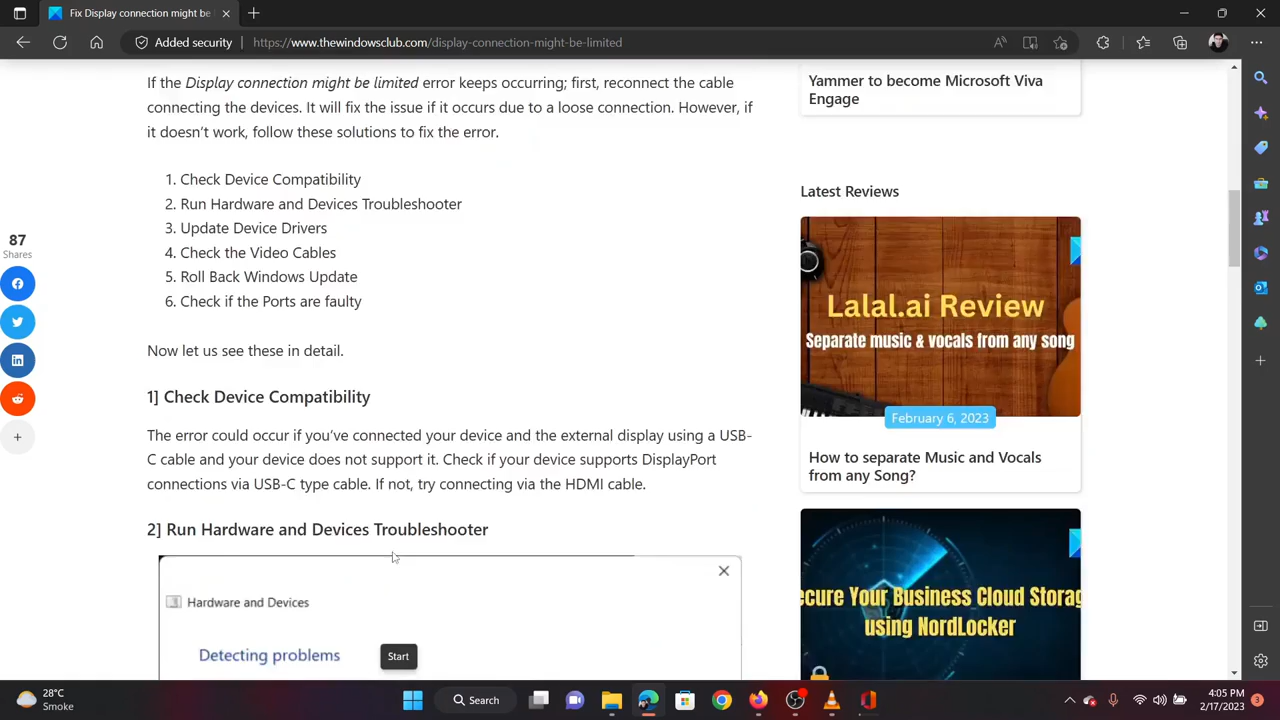 Fix Display connection might be
Added security
https://www.thewindowsclub.com/display-connection-might-be-limited
If the Display connection might be limited error keeps occurring; first, reconnect the cable
connecting the devices. It will fix the issue if it occurs due to a loose connection. However, if
it doesn't work, follow these solutions to fix the error.
1. Check Device Compatibility
2. Run Hardware and Devices Troubleshooter
3. Update Device Drivers
4. Check the Video Cables
5. Roll Back Windows Update
6. Check if the Ports are faulty
87
Shares
Now let us see these in detail.
1] Check Device Compatibility
The error could occur if you've connected your device and the external display using a USB-
C cable and your device does not support it. Check if your device supports DisplayPort
connections via USB-C type cable. If not, try connecting via the HDMI cable.
2] Run Hardware and Devices Troubleshooter
Hardware and Devices
Detecting problems
Start
Yammer to become Microsoft Viva
Engage
Latest Reviews
Lalal.ai Review
Separate music & vocals from any song
February 6, 2023
How to separate Music and Vocals
from any Song?
ecure Your Business Cloud Storag
using NordLocker
28°C
Smoke
Search
4:05 PM
2/17/2023